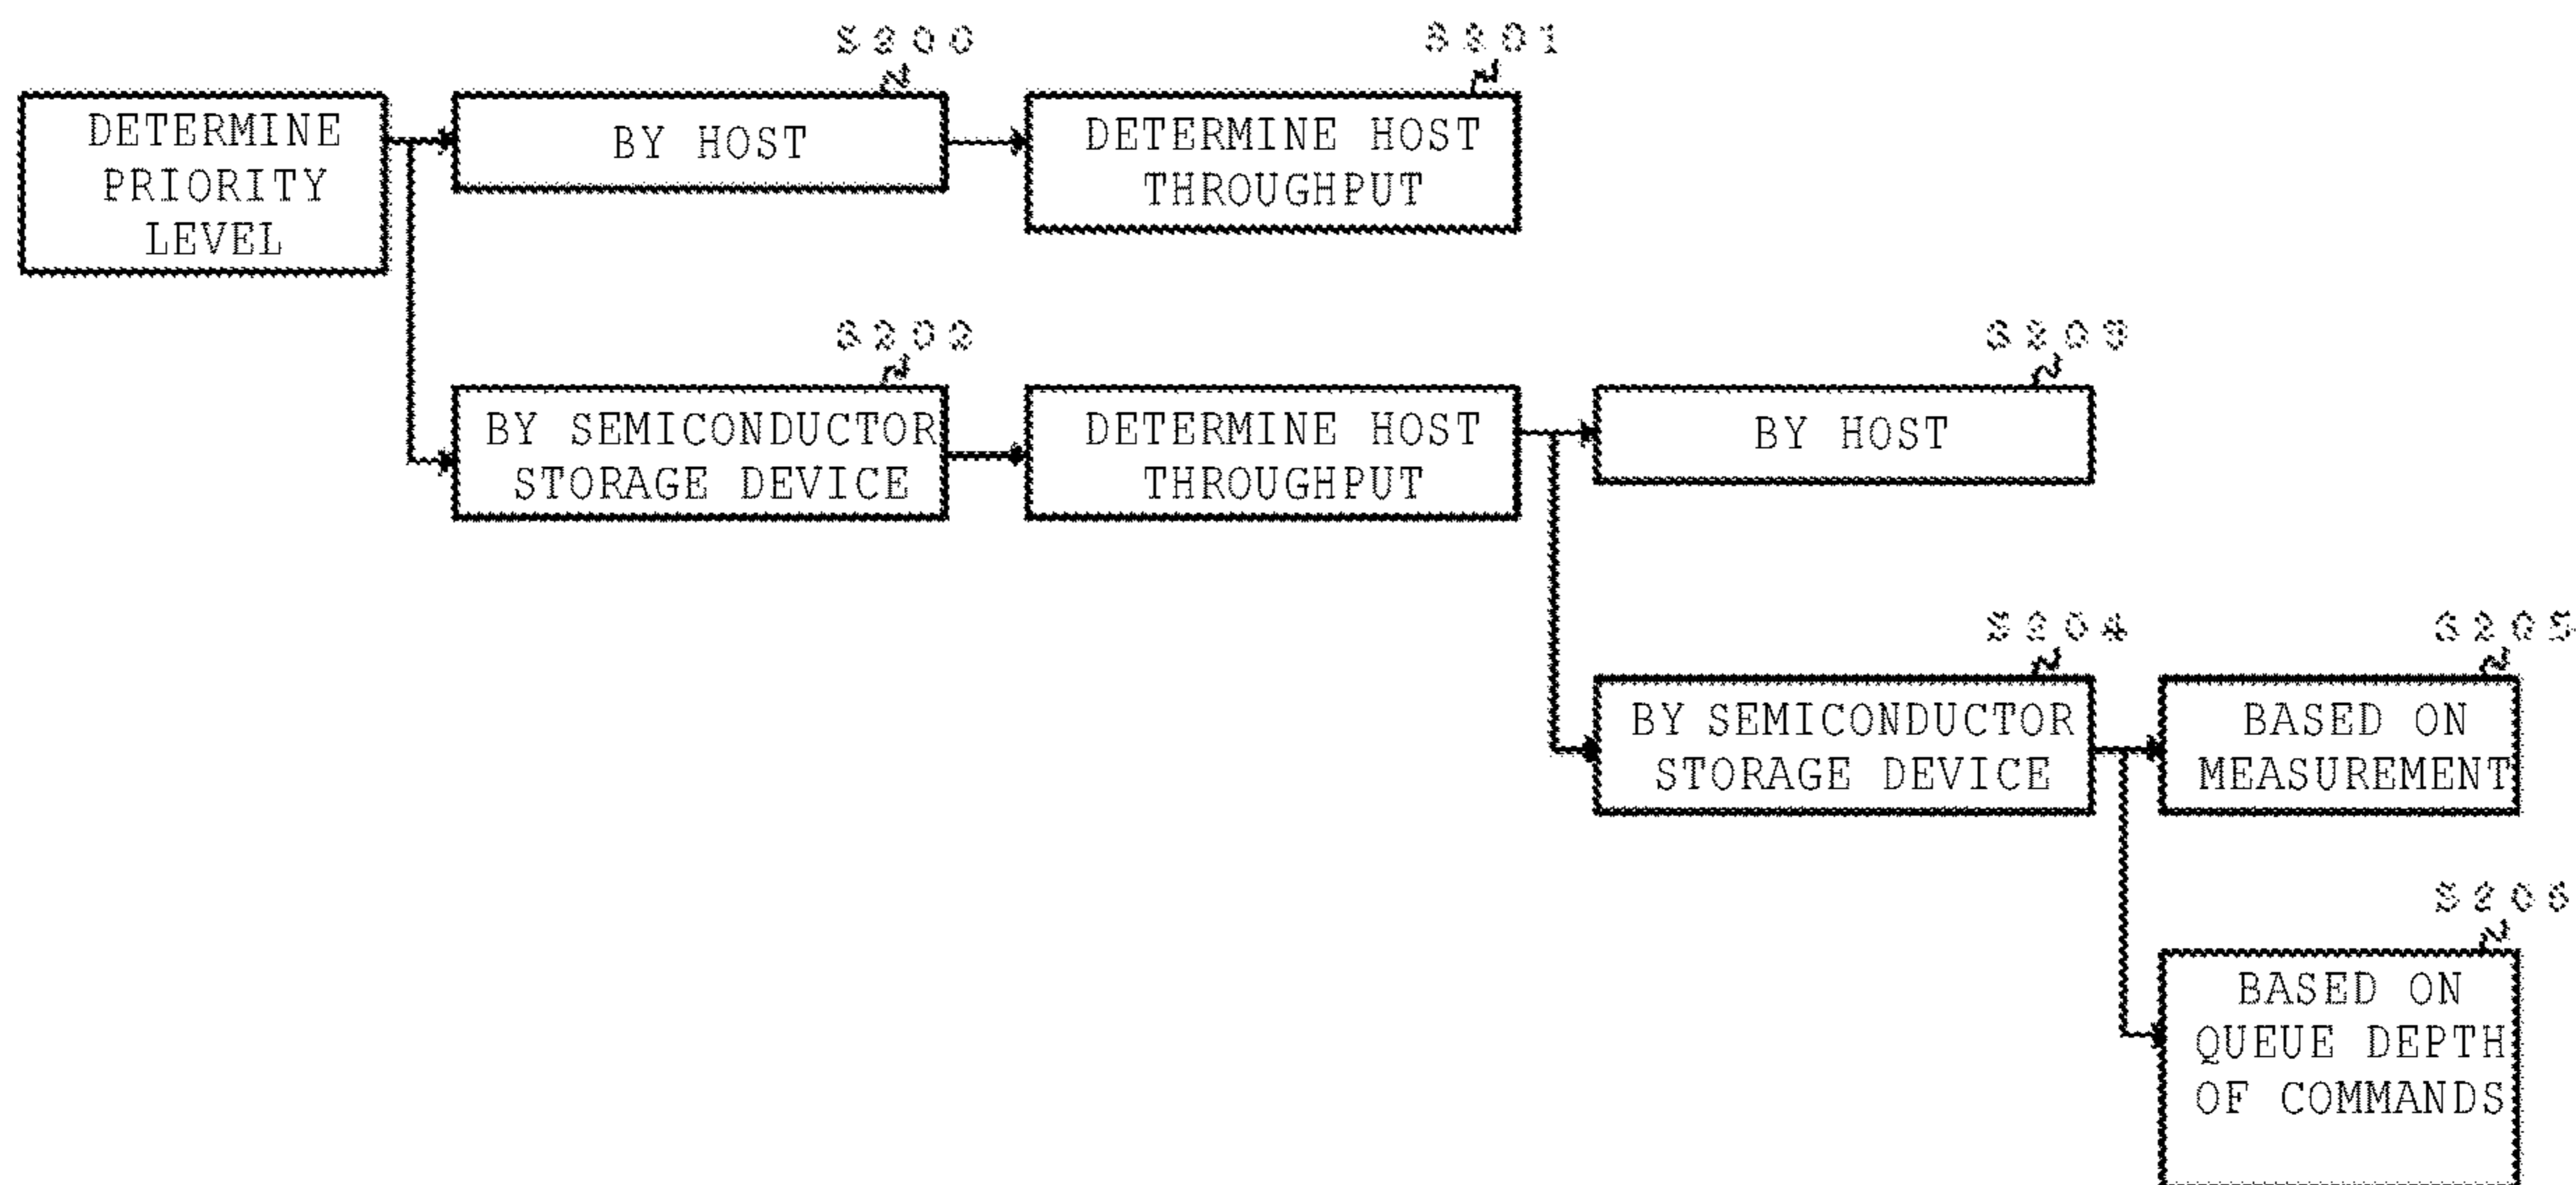 S200
S201
DETERMINE
PRIORITY
LEVEL
BY HOST
DETERMINE HOST
THROUGHPUT
S202
S203
BY SEMICONDUCTOR
STORAGE DEVICE
DETERMINE HOST
THROUGHPUT
BY HOST
S204
S205
BY SEMICONDUCTOR
STORAGE DEVICE
BASED ON
MEASUREMENT
S206
BASED ON
QUEUE DEPTH
OF COMMANDS